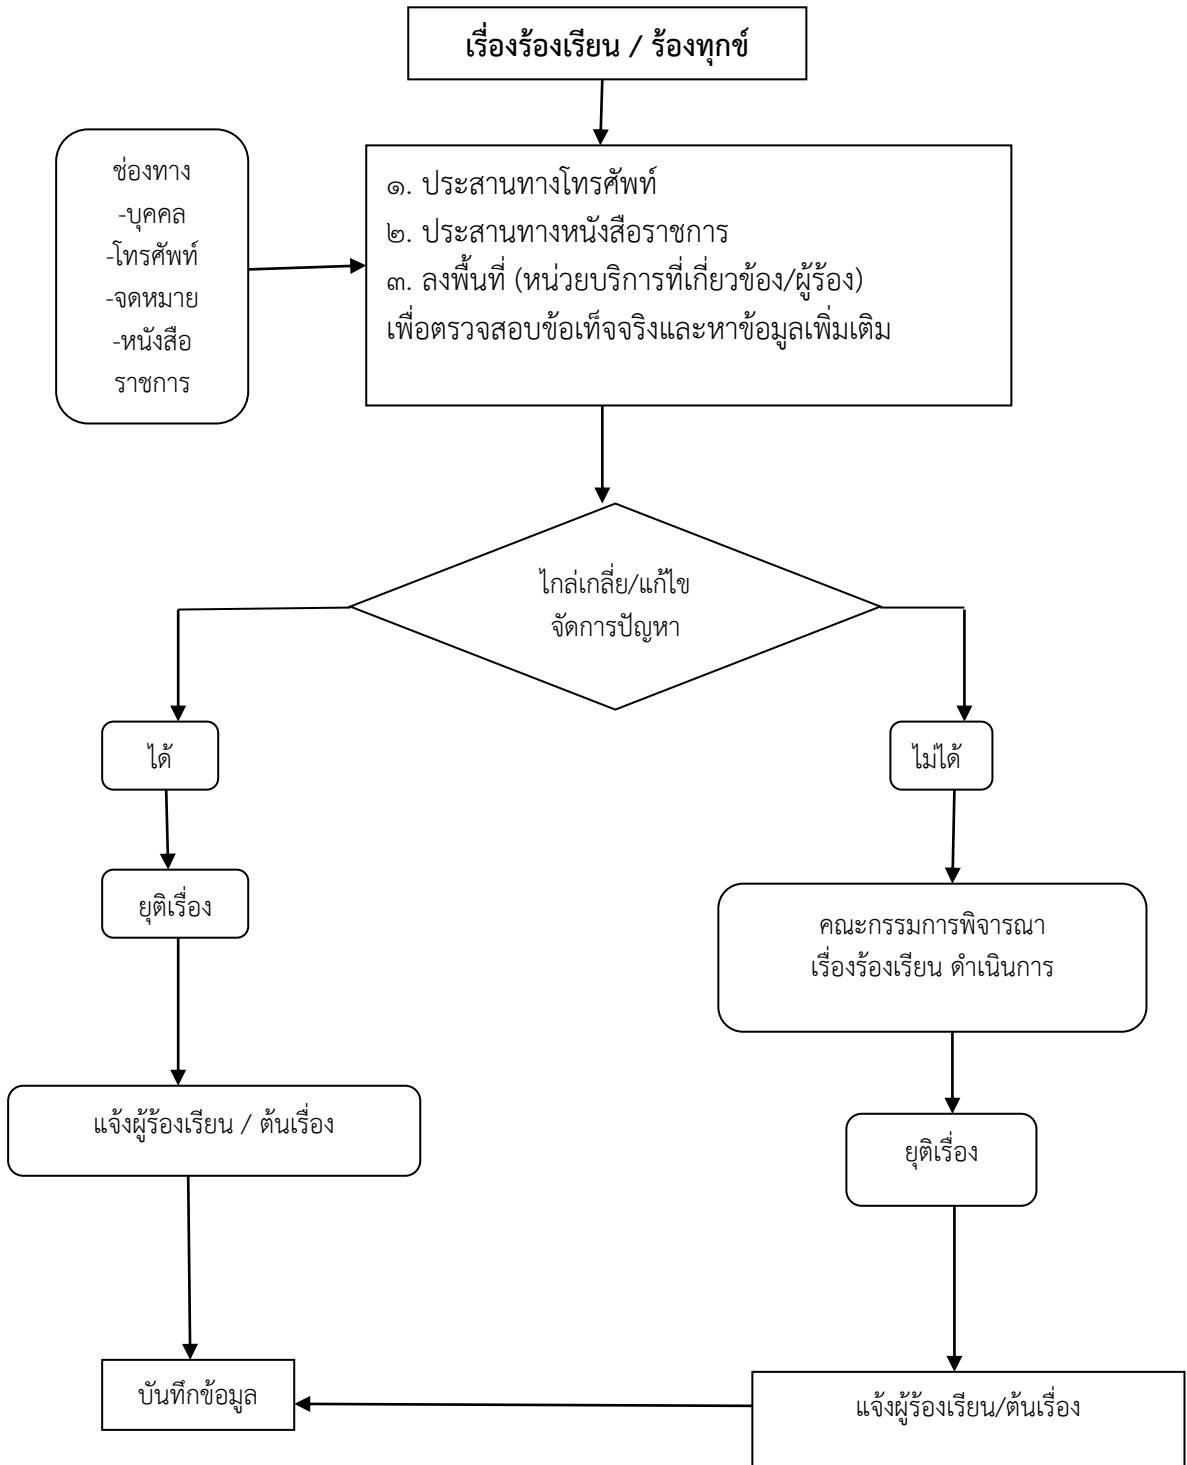 เรื่องร้องเรียน / ร้องทุกข์
ช่องทาง
-บุคคล
-โทรศัพท์
-จดหมาย
-หนังสือ
ราชการ
๑. ประสานทางโทรศัพท์
๒. ประสานทางหนังสือราชการ
๓. ลงพื้นที่ (หน่วยบริการที่เกี่ยวข้อง/ผู้ร้อง)
เพื่อตรวจสอบข้อเท็จจริงและหาข้อมูลเพิ่มเติม
ไกล่เกลี่ย/แก้ไข
จัดการปัญหา
ได้
ไม่ได้
ยุติเรื่อง
คณะกรรมการพิจารณา
เรื่องร้องเรียน ดำเนินการ
แจ้งผู้ร้องเรียน / ต้นเรื่อง
ยุติเรื่อง
บันทึกข้อมูล
แจ้งผู้ร้องเรียน/ต้นเรื่อง